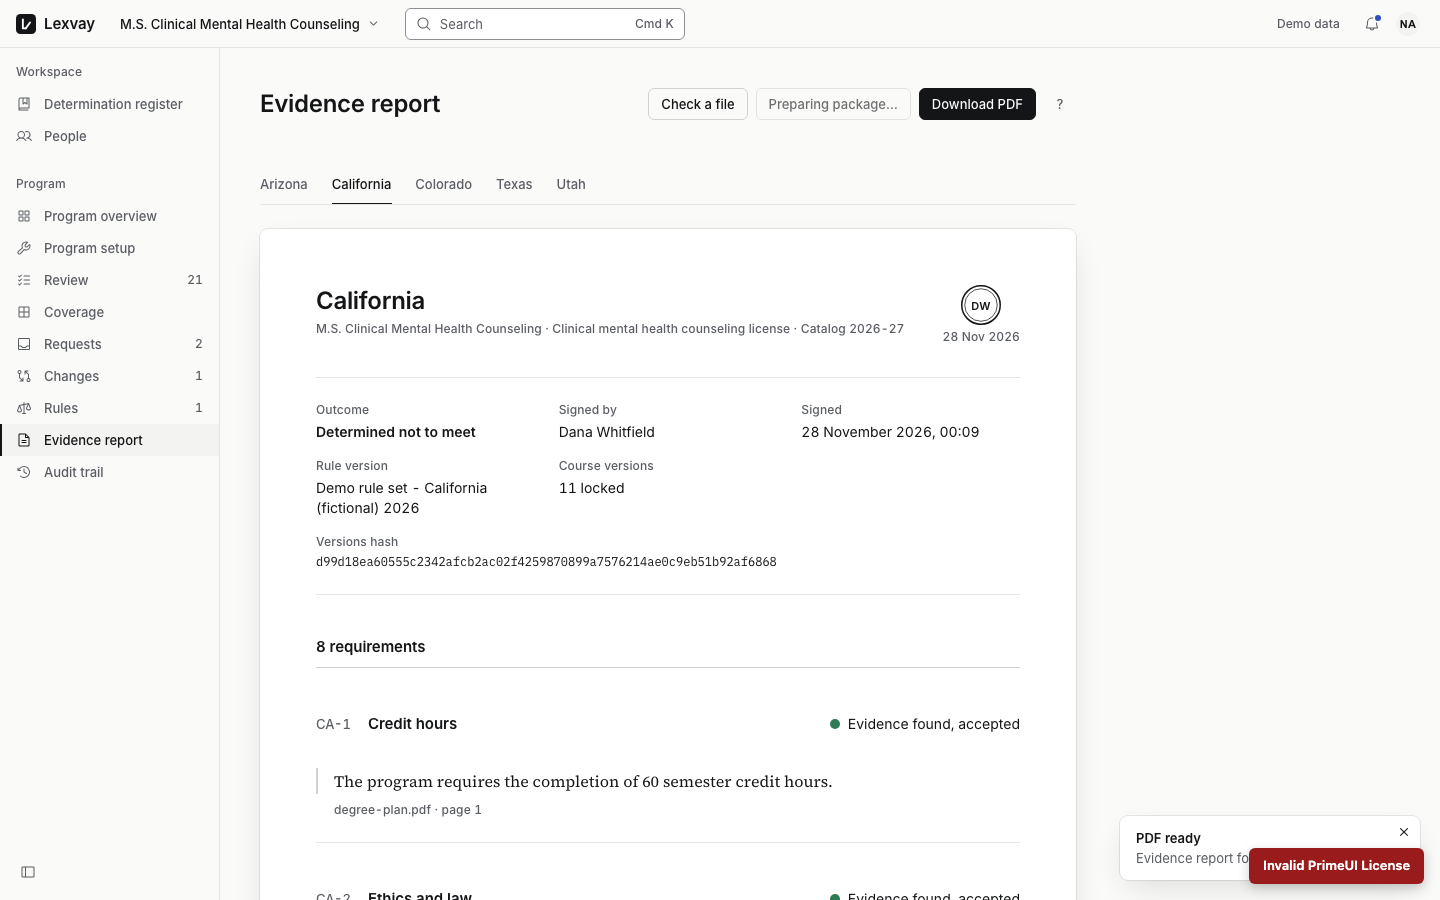 Lexvay
M.S. Clinical Mental Health Counseling
Search
Cmd K
Demo data
NA
Workspace
Determination register
People
Program
Program overview
Program setup
Review 21
Coverage
Requests 2
Changes 1
Rules 1
Evidence report
Audit trail
Evidence report
Check a file
Preparing package...
Download PDF
?
Arizona
California
Colorado
Texas
Utah
California
DW
M.S. Clinical Mental Health Counseling · Clinical mental health counseling license · Catalog 2026-27
28 Nov 2026
Outcome
Determined not to meet
Signed by
Dana Whitfield
Signed
28 November 2026, 00:09
Rule version
Demo rule set - California
(fictional) 2026
Course versions
11 locked
Versions hash
d99d18ea60555c2342afcb2ac02f4259870899a7576214ae0c9eb51b92af6868
8 requirements
CA-1 Credit hours
Evidence found, accepted
The program requires the completion of 60 semester credit hours.
degree-plan.pdf · page 1
CA-2 Ethics and law
Evidence found, accepted
PDF ready
Evidence report fo
Invalid PrimeUI License